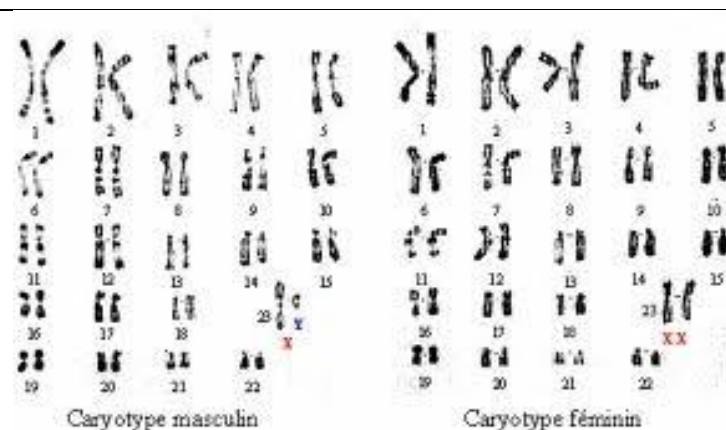 1 2 3 4 5
6 7 8 9 10
11 12 13 14 15
16 17 18 23 X Y
19 20 21 22
Caryotype masculin
1 2 3 4 5
6 7 8 9 10
11 12 13 14 15
16 17 18 23 X X
19 20 21 22
Caryotype féminin